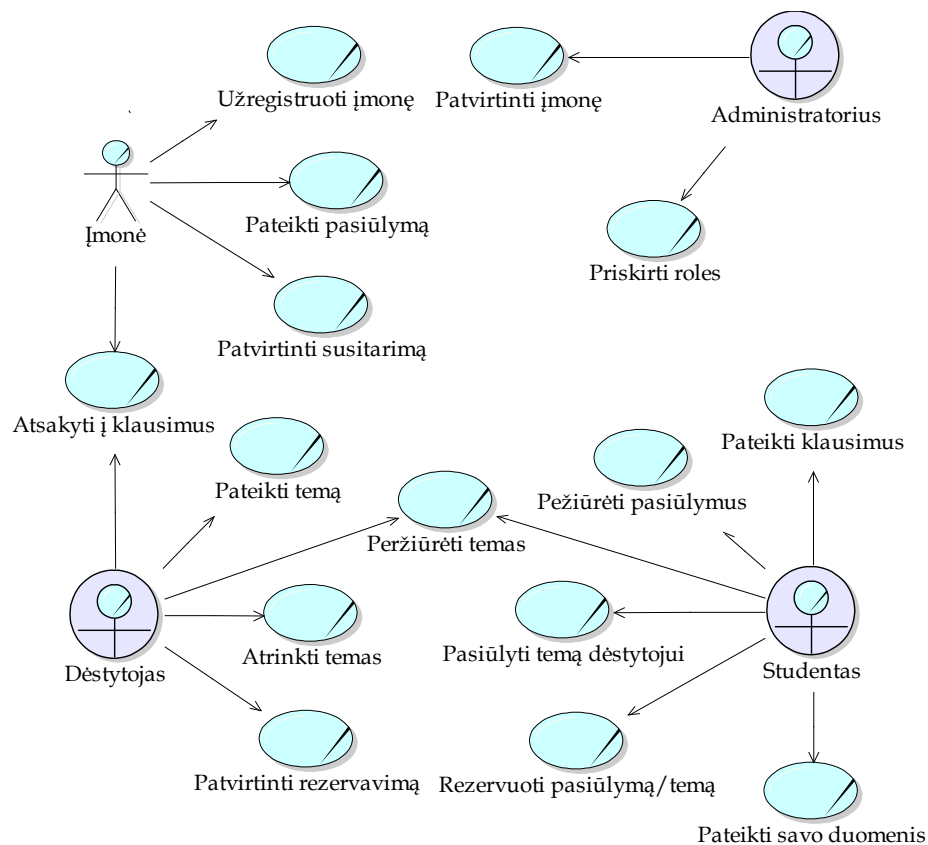 Užregistruoti įmonę
Patvirtinti įmonę
Administratorius
Pateikti pasiūlymą
Įmonė
Priskirti roles
Patvirtinti susitarimą
Atsakyti į klausimus
Pateikti klausimus
Pateikti temą
Pežiūrėti pasiūlymus
Peržiūrėti temas
Atrinkti temas
Pasiūlyti temą dėstytojui
Dėstytojas
Studentas
Patvirtinti rezervavimą
Rezervuoti pasiūlymą/temą
Pateikti savo duomenis